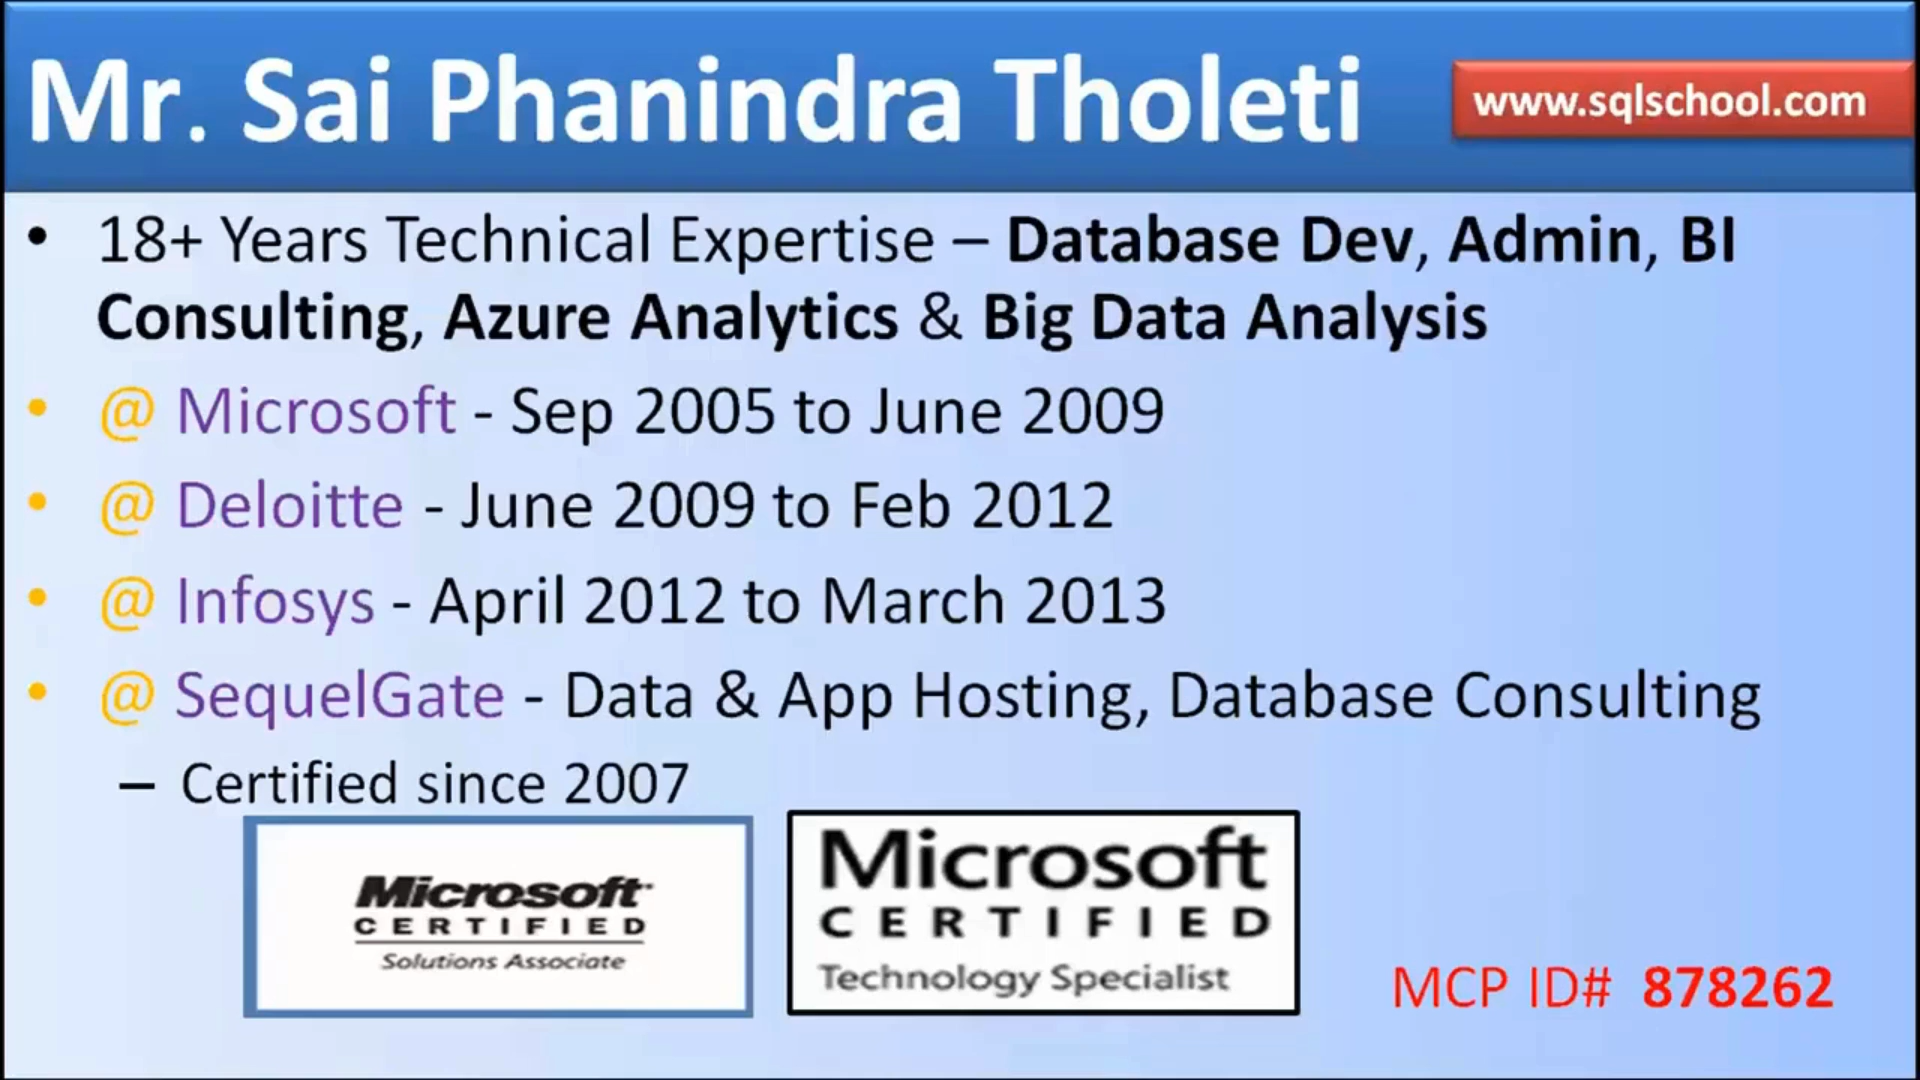 Mr. Sai Phanindra Tholeti
www.sqlschool.com
• 18+ Years Technical Expertise – Database Dev, Admin, BI
Consulting, Azure Analytics & Big Data Analysis
• @ Microsoft - Sep 2005 to June 2009
• @ Deloitte - June 2009 to Feb 2012
• @ Infosys - April 2012 to March 2013
• @ SequelGate - Data & App Hosting, Database Consulting
– Certified since 2007
Microsoft
CERTIFIED
Solutions Associate
Microsoft
CERTIFIED
Technology Specialist
MCP ID# 878262